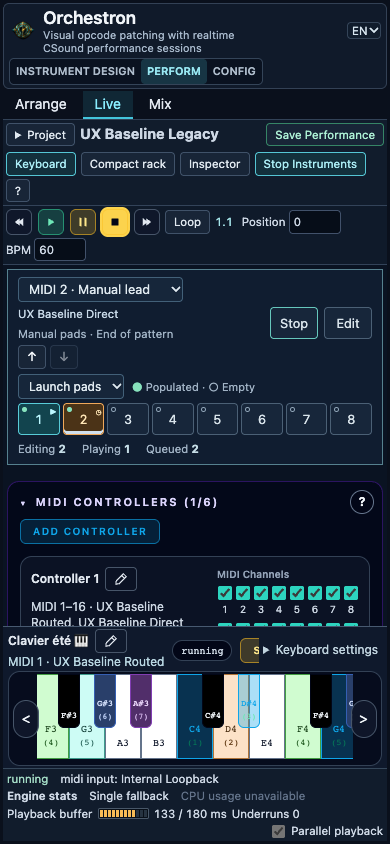 Orchestron
Visual opcode patching with realtime
CSound performance sessions
EN
INSTRUMENT DESIGN PERFORM CONFIG
Arrange Live Mix
Project UX Baseline Legacy Save Performance
Keyboard Compact rack Inspector Stop Instruments
?
Loop 1.1 Position 0
BPM 60
MIDI 2 · Manual lead
UX Baseline Direct
Manual pads · End of pattern
Stop Edit
Launch pads Populated · Empty
1 2 3 4 5 6 7 8
Editing 2 Playing 1 Queued 2
MIDI CONTROLLERS (1/6) ?
ADD CONTROLLER
Controller 1
MIDI Channels
MIDI 1–16 · UX Baseline
Routed, UX Baseline Direct
1 2 3 4 5 6 7 8
Clavier été 🎹
MIDI 1 · UX Baseline Routed
running S Keyboard settings
F#3 G#3 (6) A#3 (7) C#4 D#4 F#4
< F3 (4) G3 (5) A3 B3 C4 (1) D4 (2) E4 F4 (4) G4 (5) >
running midi input: Internal Loopback
Engine stats Single fallback CPU usage unavailable
Playback buffer 133 / 180 ms Underruns 0
Parallel playback